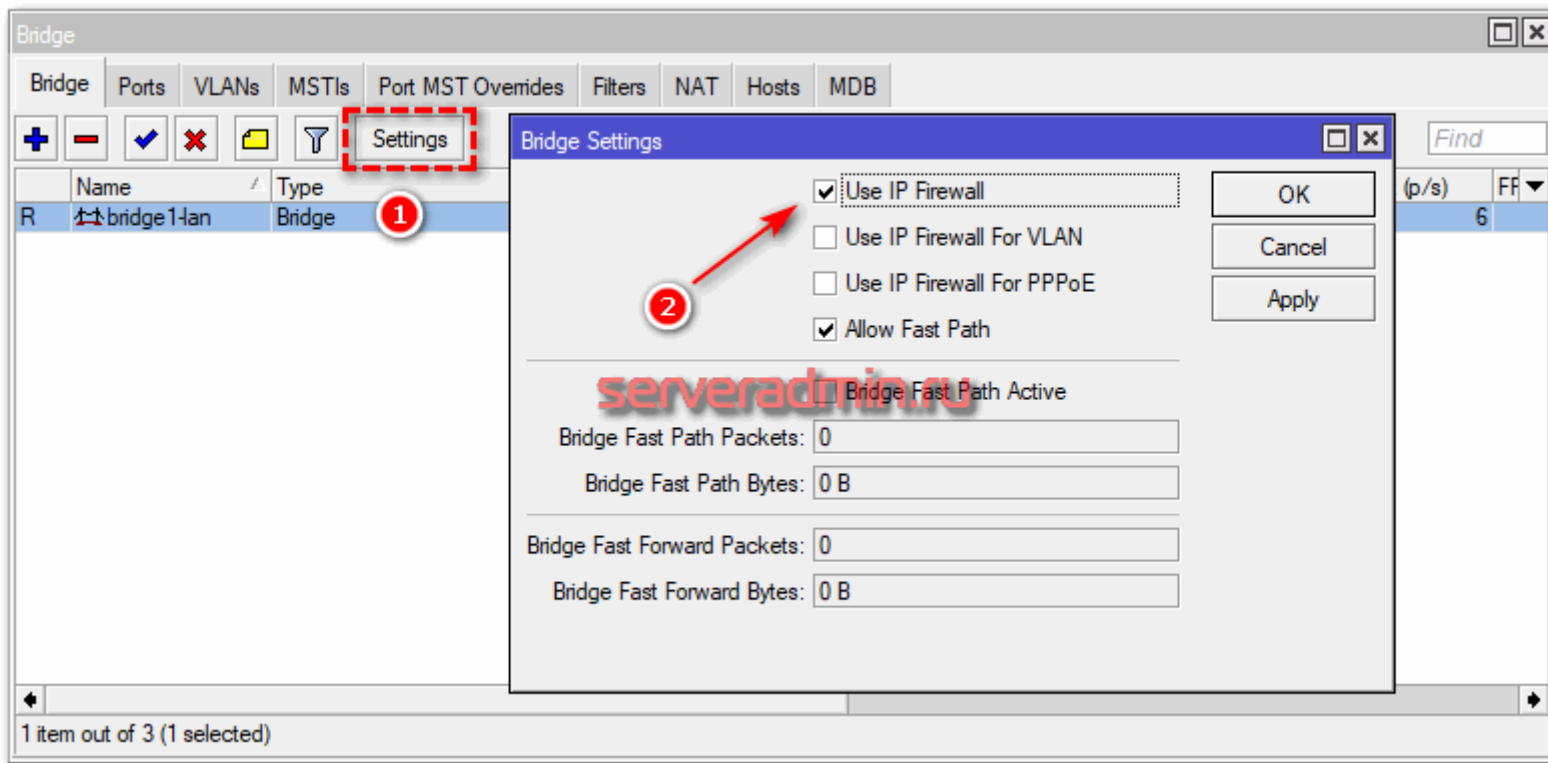 Bridge
Bridge Ports VLANs MSTIs Port MST Overrides Filters NAT Hosts MDB
Settings Find
Name Type (p/s) FF
R bridge1-lan Bridge 6
1
Bridge Settings
Use IP Firewall OK
Use IP Firewall For VLAN Cancel
Use IP Firewall For PPPoE Apply
2
Allow Fast Path
serveradmin.ru
Bridge Fast Path Active
Bridge Fast Path Packets: 0
Bridge Fast Path Bytes: 0 B
Bridge Fast Forward Packets: 0
Bridge Fast Forward Bytes: 0 B
1 item out of 3 (1 selected)